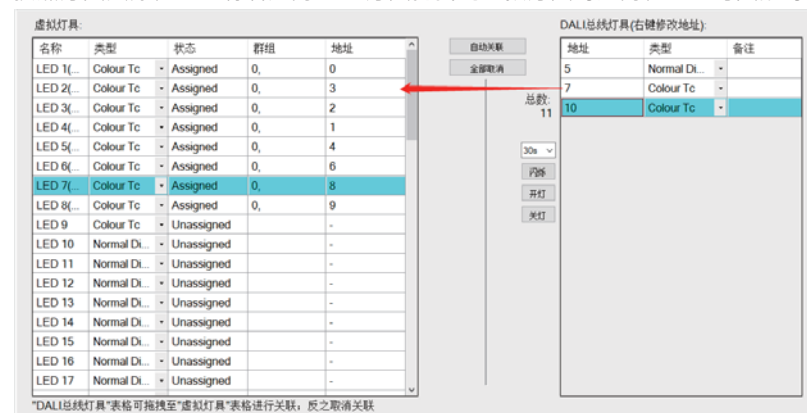 虚拟灯具:
DALI总线灯具(右键修改地址):
名称 类型 状态 群组 地址
LED 1(... Colour Tc Assigned 0, 0
LED 2(... Colour Tc Assigned 0, 3
LED 3(... Colour Tc Assigned 0, 2
LED 4(... Colour Tc Assigned 0, 1
LED 5(... Colour Tc Assigned 0, 4
LED 6(... Colour Tc Assigned 0, 6
LED 7(... Colour Tc Assigned 0, 8
LED 8(... Colour Tc Assigned 0, 9
LED 9 Colour Tc Unassigned -
LED 10 Normal Di... Unassigned -
LED 11 Normal Di... Unassigned -
LED 12 Normal Di... Unassigned -
LED 13 Normal Di... Unassigned -
LED 14 Normal Di... Unassigned -
LED 15 Normal Di... Unassigned -
LED 16 Normal Di... Unassigned -
LED 17 Normal Di... Unassigned -
自动关联
全部取消
总数:
11
30s
闪烁
开灯
关灯
地址 类型 备注
5 Normal Di...
7 Colour Tc
10 Colour Tc
"DALI总线灯具"表格可拖拽至"虚拟灯具"表格进行关联，反之取消关联